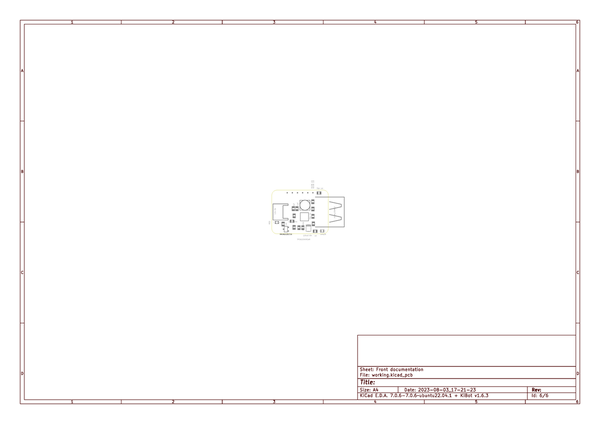 1 2 3 4 5 6
A A
B B
C C
D D
Sheet: Front documentation
File: working.kicad_pcb
Title:
Size: A4 Date: 2023-08-03_17-21-23 Rev:
KiCad E.D.A. 7.0.6-7.0.6~ubuntu22.04.1 + KiBot v1.6.3 Id: 6/6
1 2 3 4 5 6